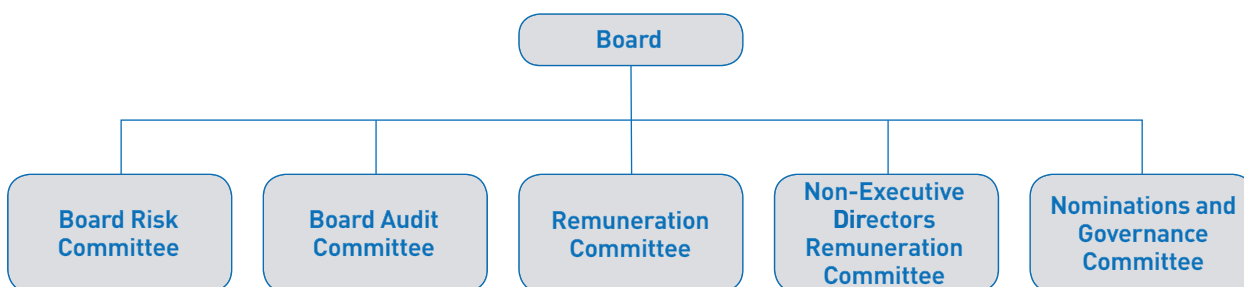 Board
Board Risk
Committee
Board Audit
Committee
Remuneration
Committee
Non-Executive
Directors
Remuneration
Committee
Nominations and
Governance
Committee